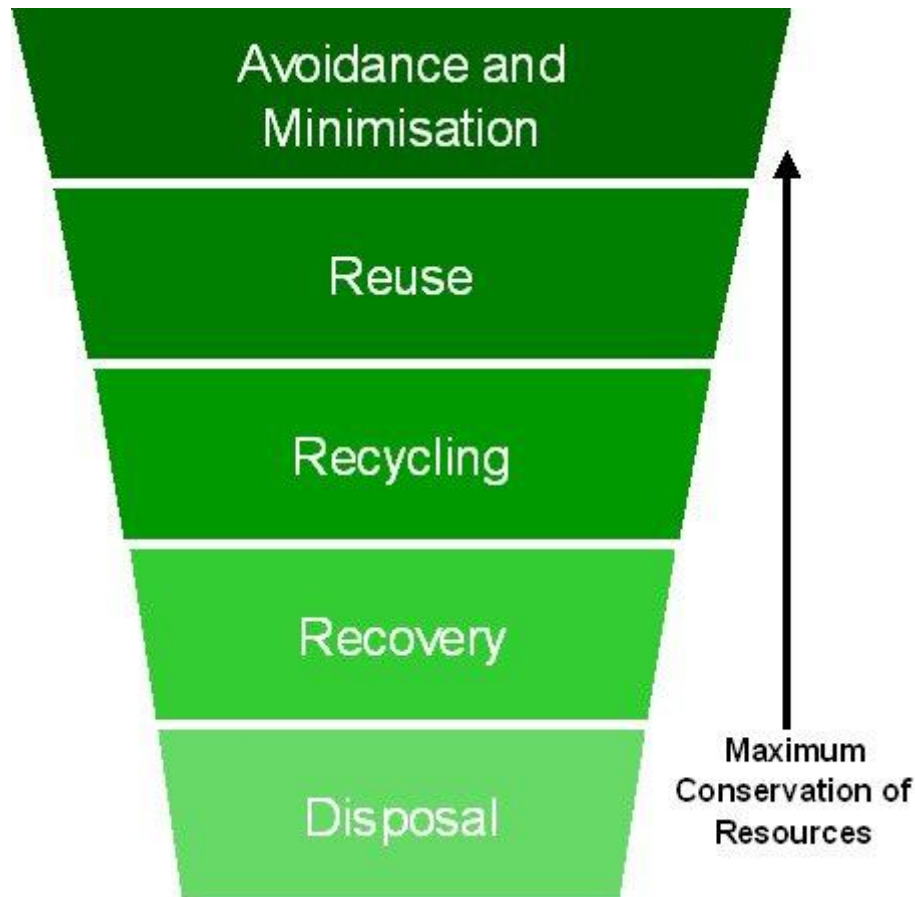 Avoidance and
Minimisation
Reuse
Recycling
Recovery
Disposal
Maximum
Conservation of
Resources